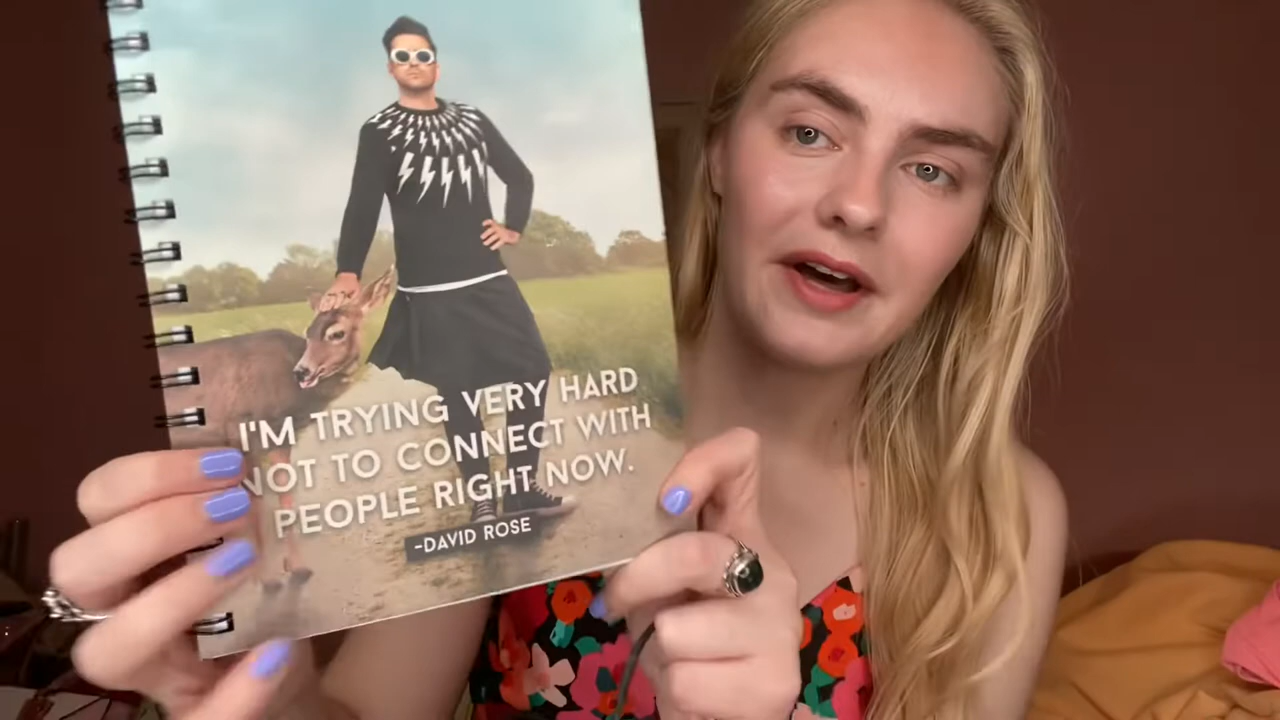 I'M TRYING VERY HARD
NOT TO CONNECT WITH
PEOPLE RIGHT NOW.
-DAVID ROSE